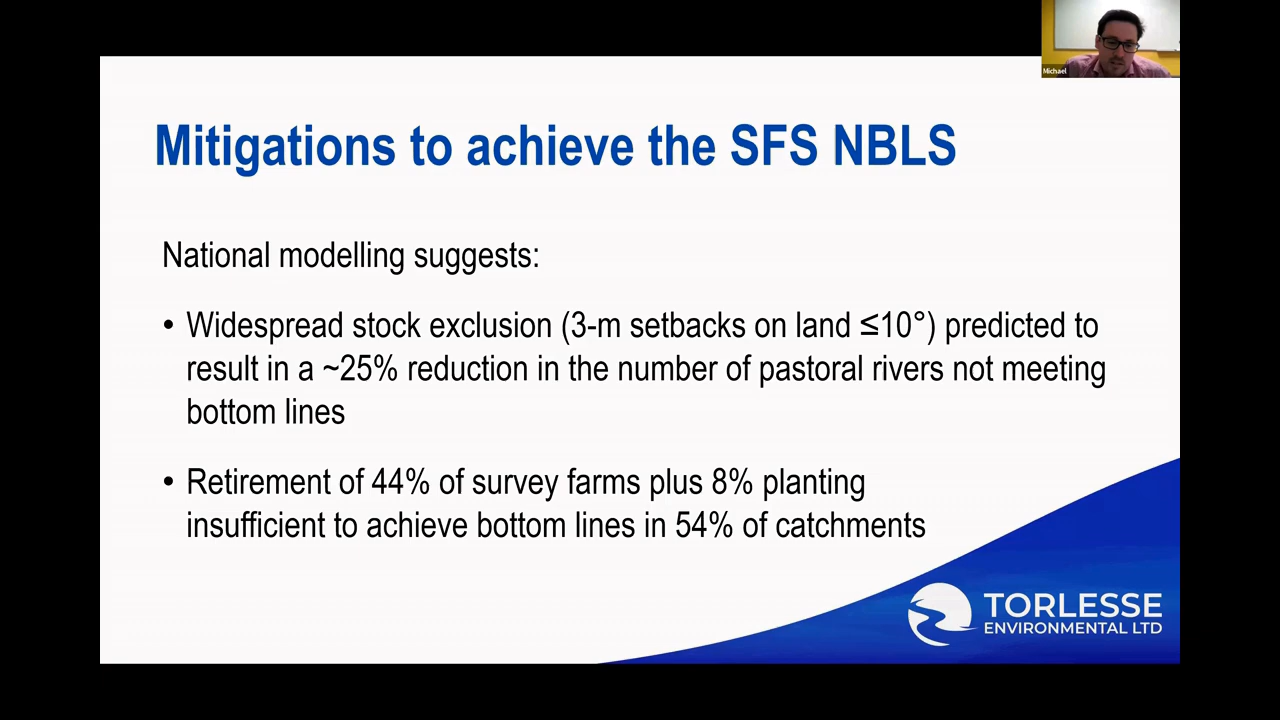 Michael
Mitigations to achieve the SFS NBLS
National modelling suggests:
• Widespread stock exclusion (3-m setbacks on land ≤10°) predicted to
result in a ~25% reduction in the number of pastoral rivers not meeting
bottom lines
• Retirement of 44% of survey farms plus 8% planting
insufficient to achieve bottom lines in 54% of catchments
TORLESSE
ENVIRONMENTAL LTD